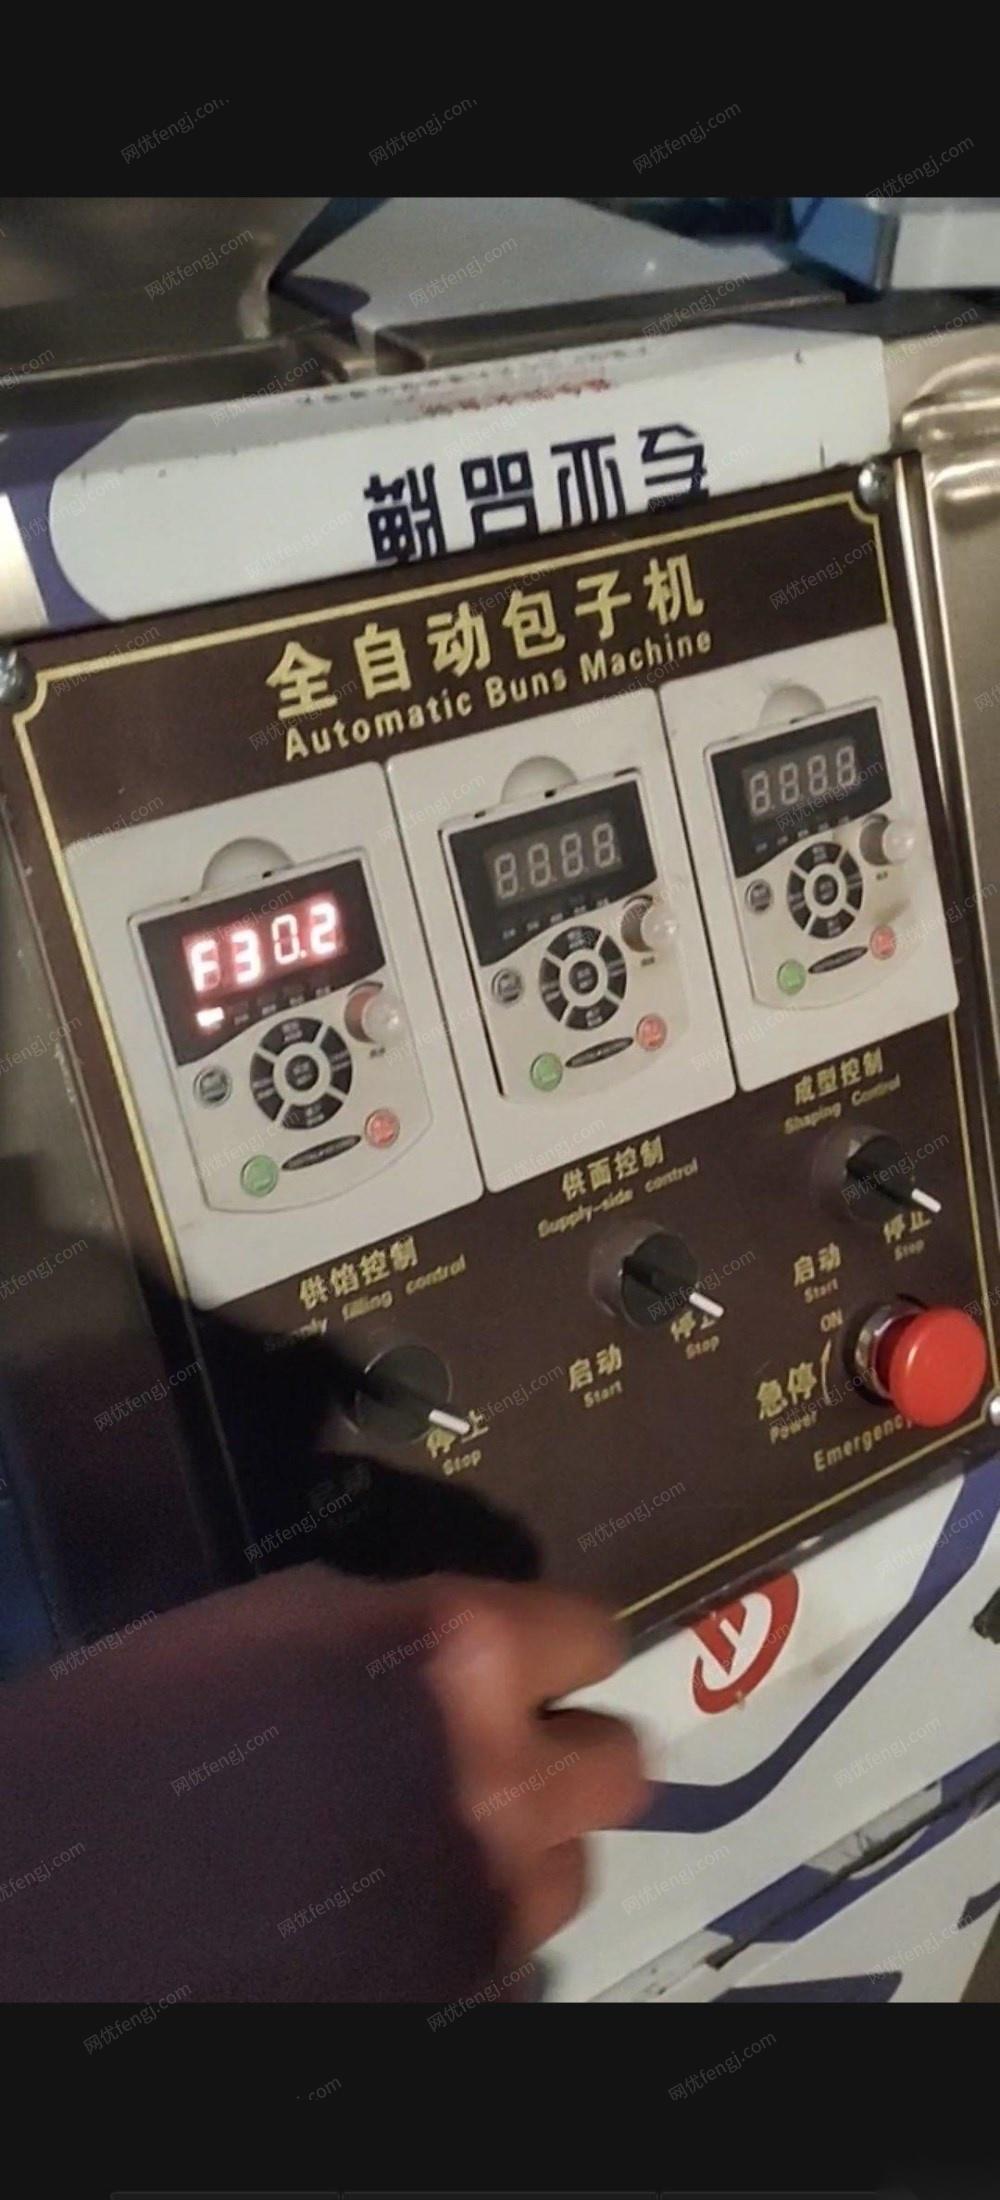 全自动包子机
Automatic Buns Machine
F30.2
8.8.8.8.
8.8.8.8.
成型控制
Shaping Control
供面控制
Supply-side control
供馅控制
Supply filling control
停止
Stop
启动
Start
停止
Stop
启动
Start
停止
Stop
ON
急停
Power
Emergency
网优fengj.com